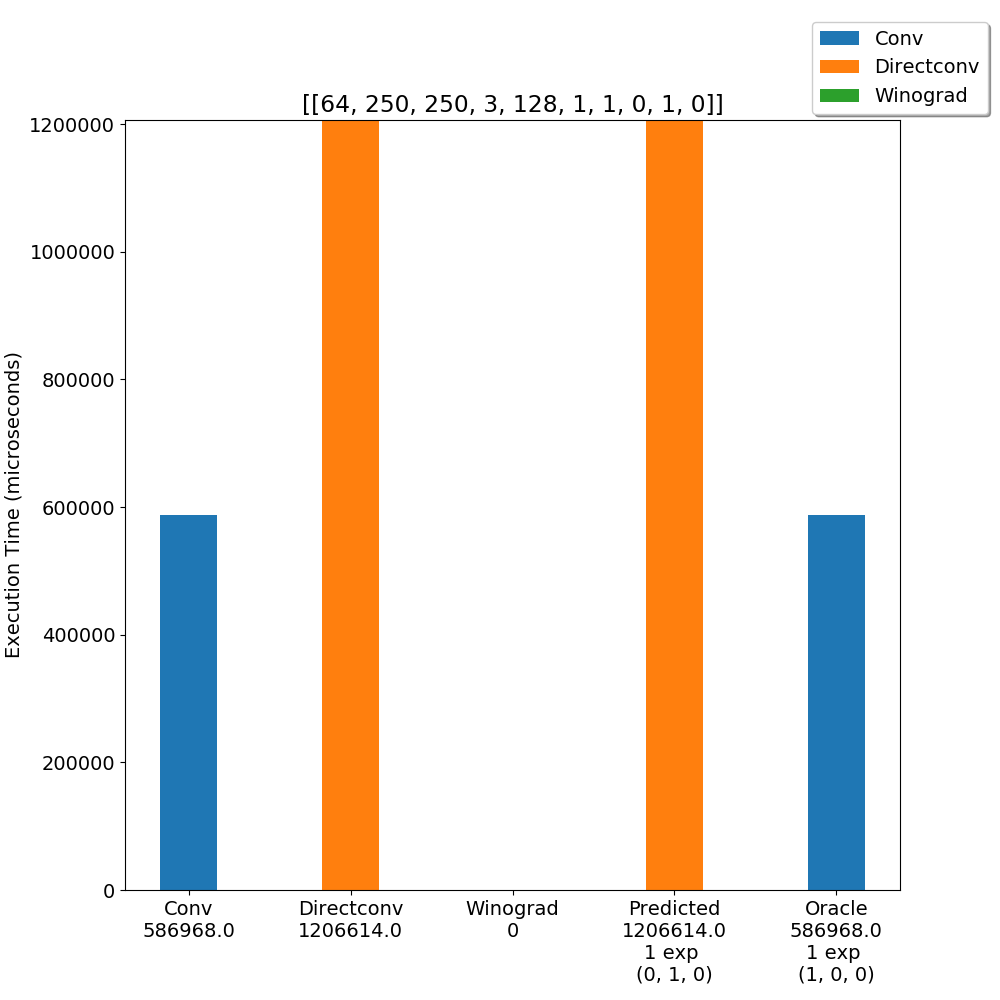 Conv
Directconv
Winograd
[[64, 250, 250, 3, 128, 1, 1, 0, 1, 0]]
Execution Time (microseconds)
1200000
1000000
800000
600000
400000
200000
0
Conv
586968.0
Directconv
1206614.0
Winograd
0
Predicted
1206614.0
1 exp
(0, 1, 0)
Oracle
586968.0
1 exp
(1, 0, 0)